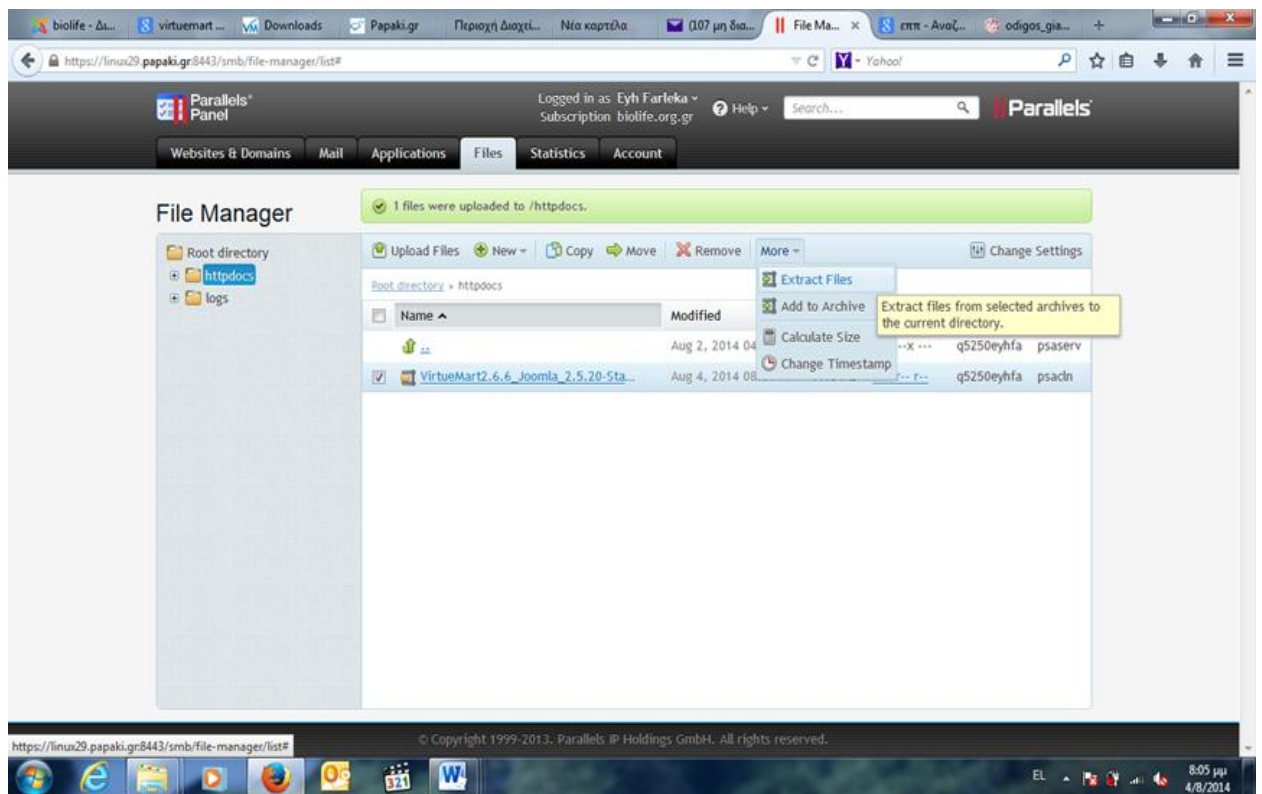 biolife - Δι...
virtuemart ...
Downloads
Papaki.gr
Περιοχή Διαχεί...
Νέα καρτέλα
(107 μη δια...
File Ma...
επιπ - Αναζ...
odigos_gia...
https://linux29.papaki.gr:8443/smb/file-manager/list#
Yahoo!
Parallels®
Panel
Logged in as Eyh Farleka
Subscription biolife.org.gr
Help
Search...
Parallels
Websites & Domains
Mail
Applications
Files
Statistics
Account
File Manager
1 files were uploaded to /httpdocs.
Root directory
httpdocs
logs
Upload Files
New
Copy
Move
Remove
More
Change Settings
Root directory › httpdocs
Extract Files
Add to Archive
Calculate Size
Change Timestamp
Extract files from selected archives to
the current directory.
Name
Modified
..
Aug 2, 2014 04
--x ---
q5250eyhfa
psaserv
VirtueMart2.6.6_Joomla_2.5.20-Sta...
Aug 4, 2014 08
r-- r--
q5250eyhfa
psacln
© Copyright 1999-2013. Parallels IP Holdings GmbH. All rights reserved.
https://linux29.papaki.gr:8443/smb/file-manager/list#
321
EL
8:05 μμ
4/8/2014